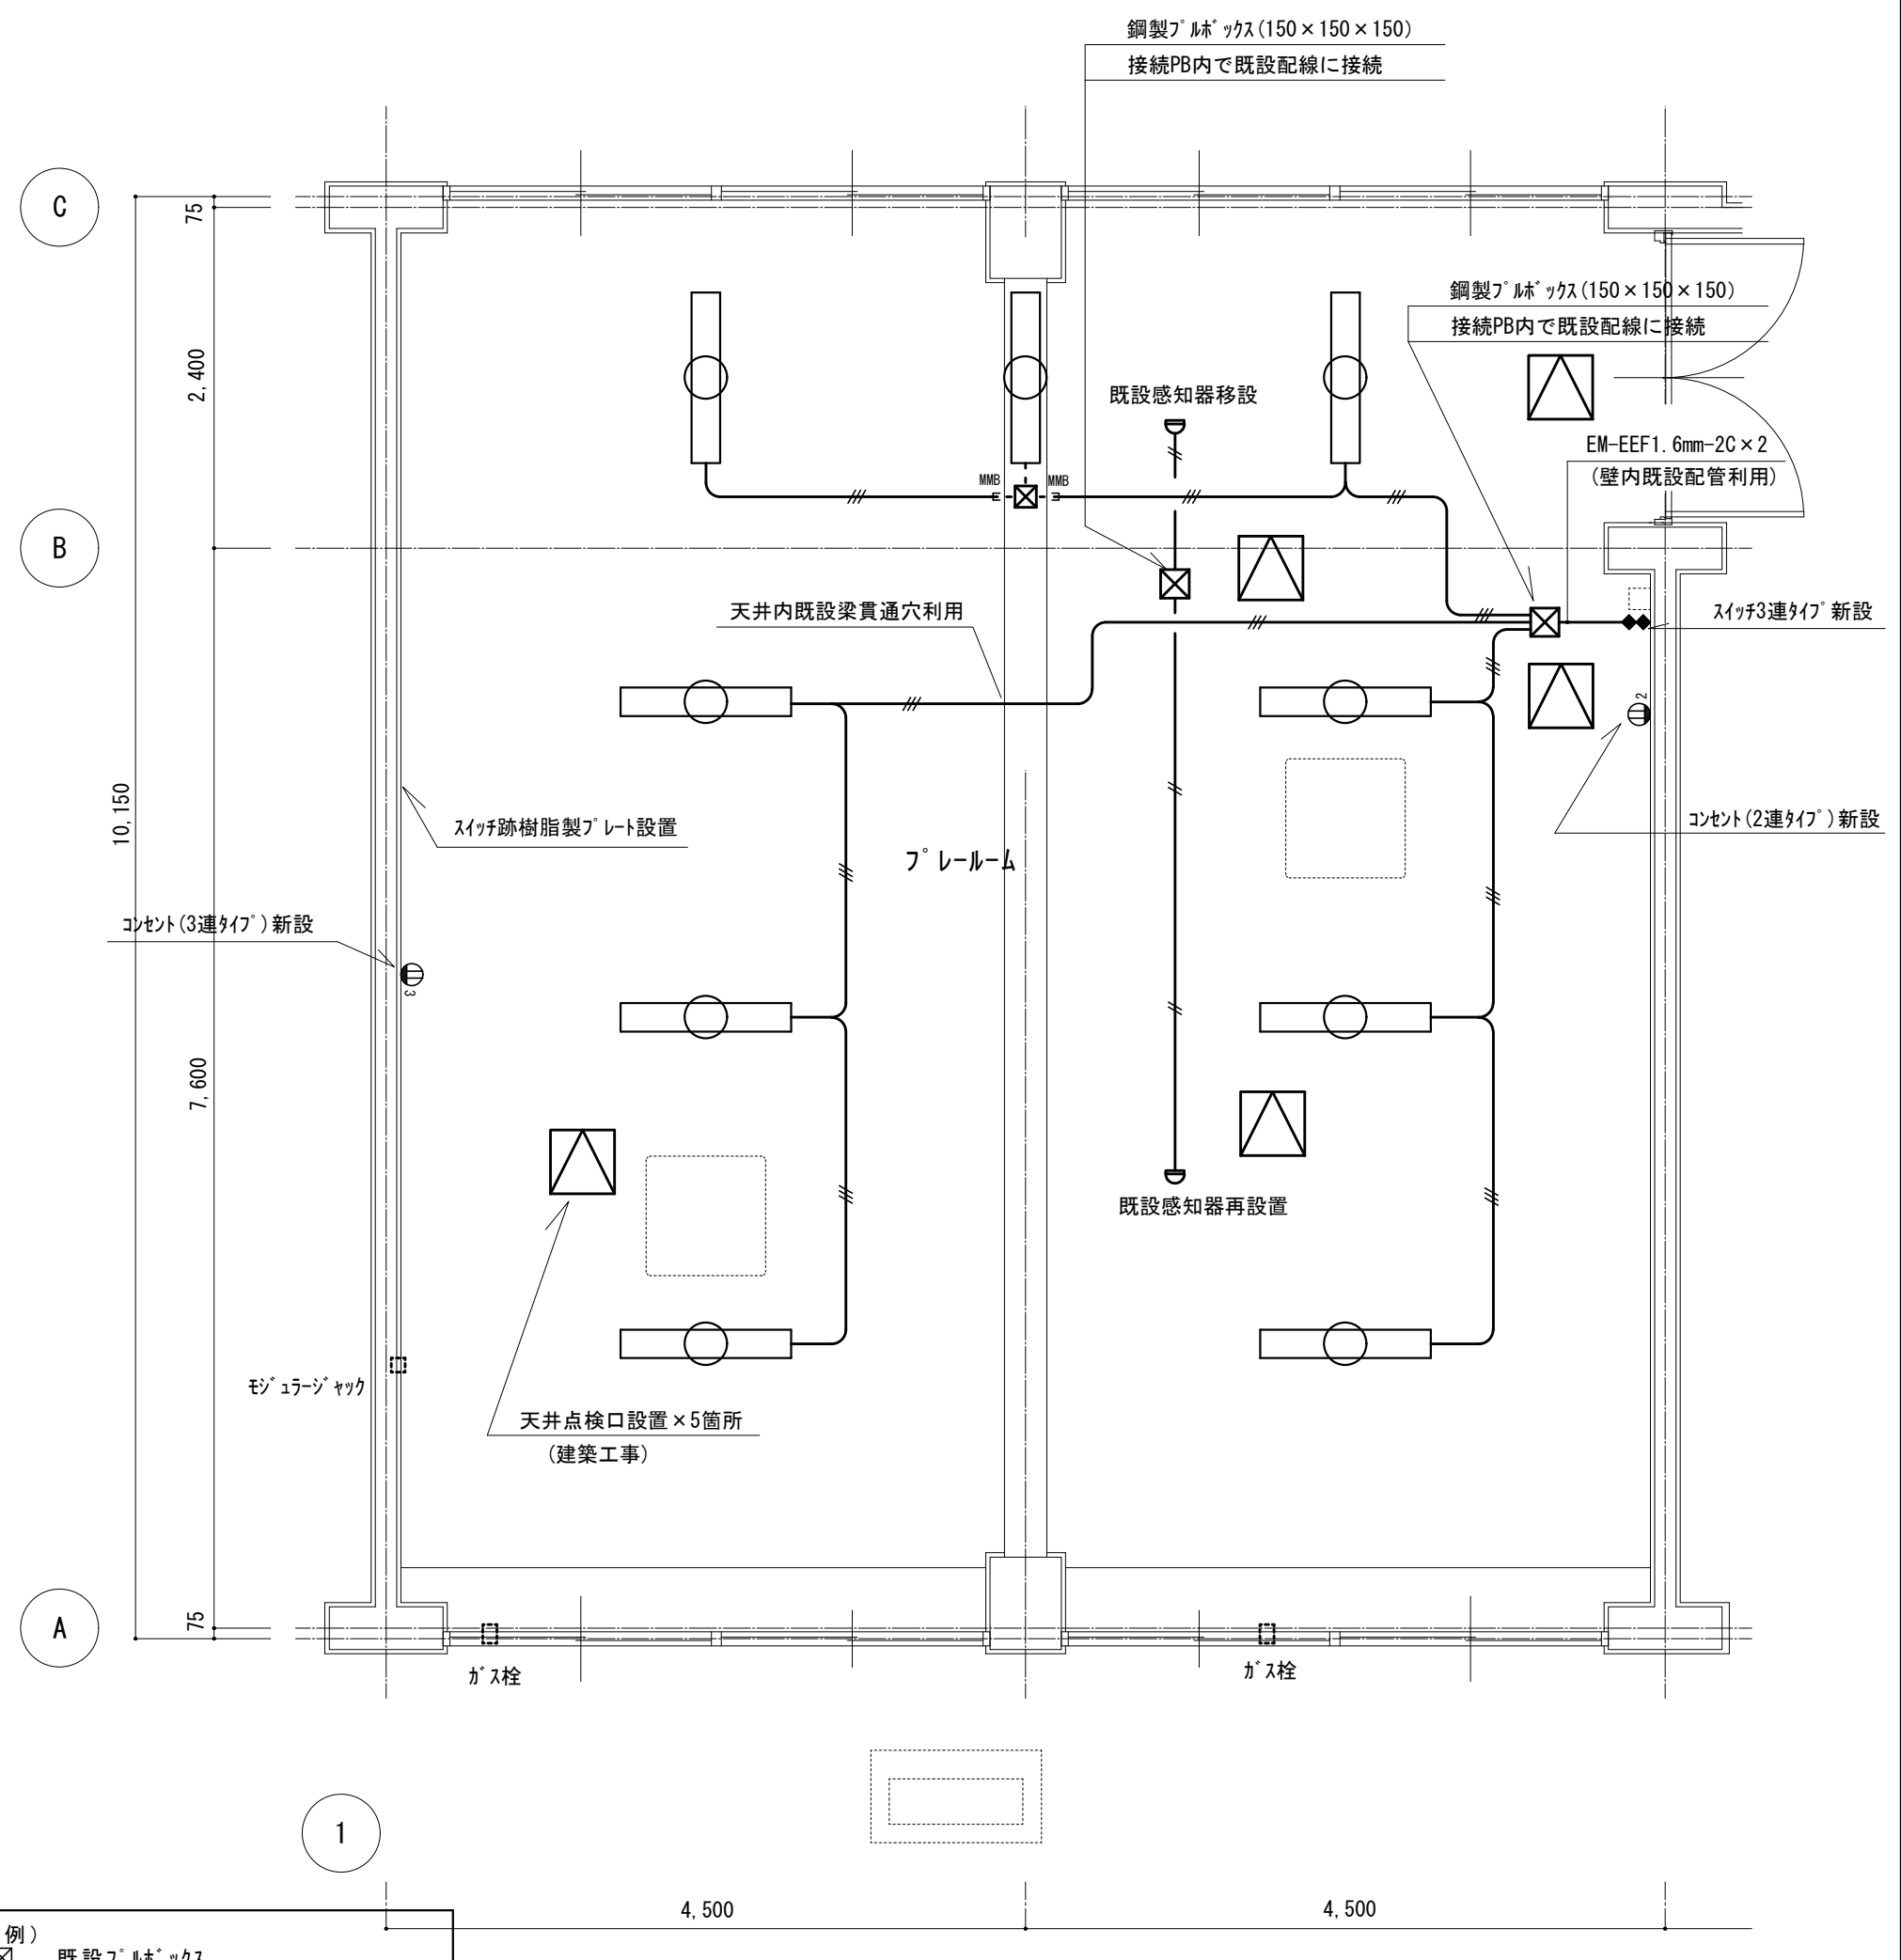 鋼製ﾌﾟﾙﾎﾞｯｸｽ(150×150×150)
接続PB内で既設配線に接続
C
75
鋼製ﾌﾟﾙﾎﾞｯｸｽ(150×150×150)
接続PB内で既設配線に接続
2,400
既設感知器移設
EM-EEF1.6mm-2C×2
(壁内既設配管利用)
MMB
MMB
B
天井内既設梁貫通穴利用
ｽｲｯﾁ3連ﾀｲﾌﾟ新設
2
10,150
ｽｲｯﾁ跡樹脂製ﾌﾟﾚｰﾄ設置
ｺﾝｾﾝﾄ(2連ﾀｲﾌﾟ)新設
ﾌﾟﾚｰﾙｰﾑ
ｺﾝｾﾝﾄ(3連ﾀｲﾌﾟ)新設
3
7,600
既設感知器再設置
ﾓｼﾞｭﾗｰｼﾞｬｯｸ
天井点検口設置×5箇所
(建築工事)
75
A
ｶﾞｽ栓
ｶﾞｽ栓
1
4,500
4,500
例)
既設ﾌﾟﾙﾎﾞｯｸｽ